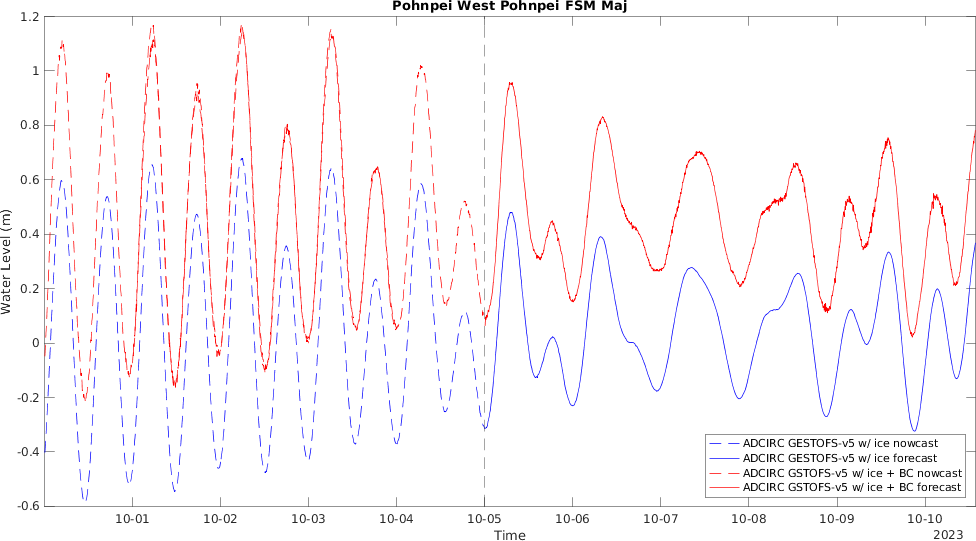 Pohnpei West Pohnpei FSM Maj
1.2
1
0.8
0.6
0.4
0.2
0
-0.2
-0.4
-0.6
Water Level (m)
ADCIRC GESTOFS-v5 w/ ice nowcast
ADCIRC GESTOFS-v5 w/ ice forecast
ADCIRC GSTOFS-v5 w/ ice + BC nowcast
ADCIRC GSTOFS-v5 w/ ice + BC forecast
10-01 10-02 10-03 10-04 10-05 10-06 10-07 10-08 10-09 10-10
Time
2023